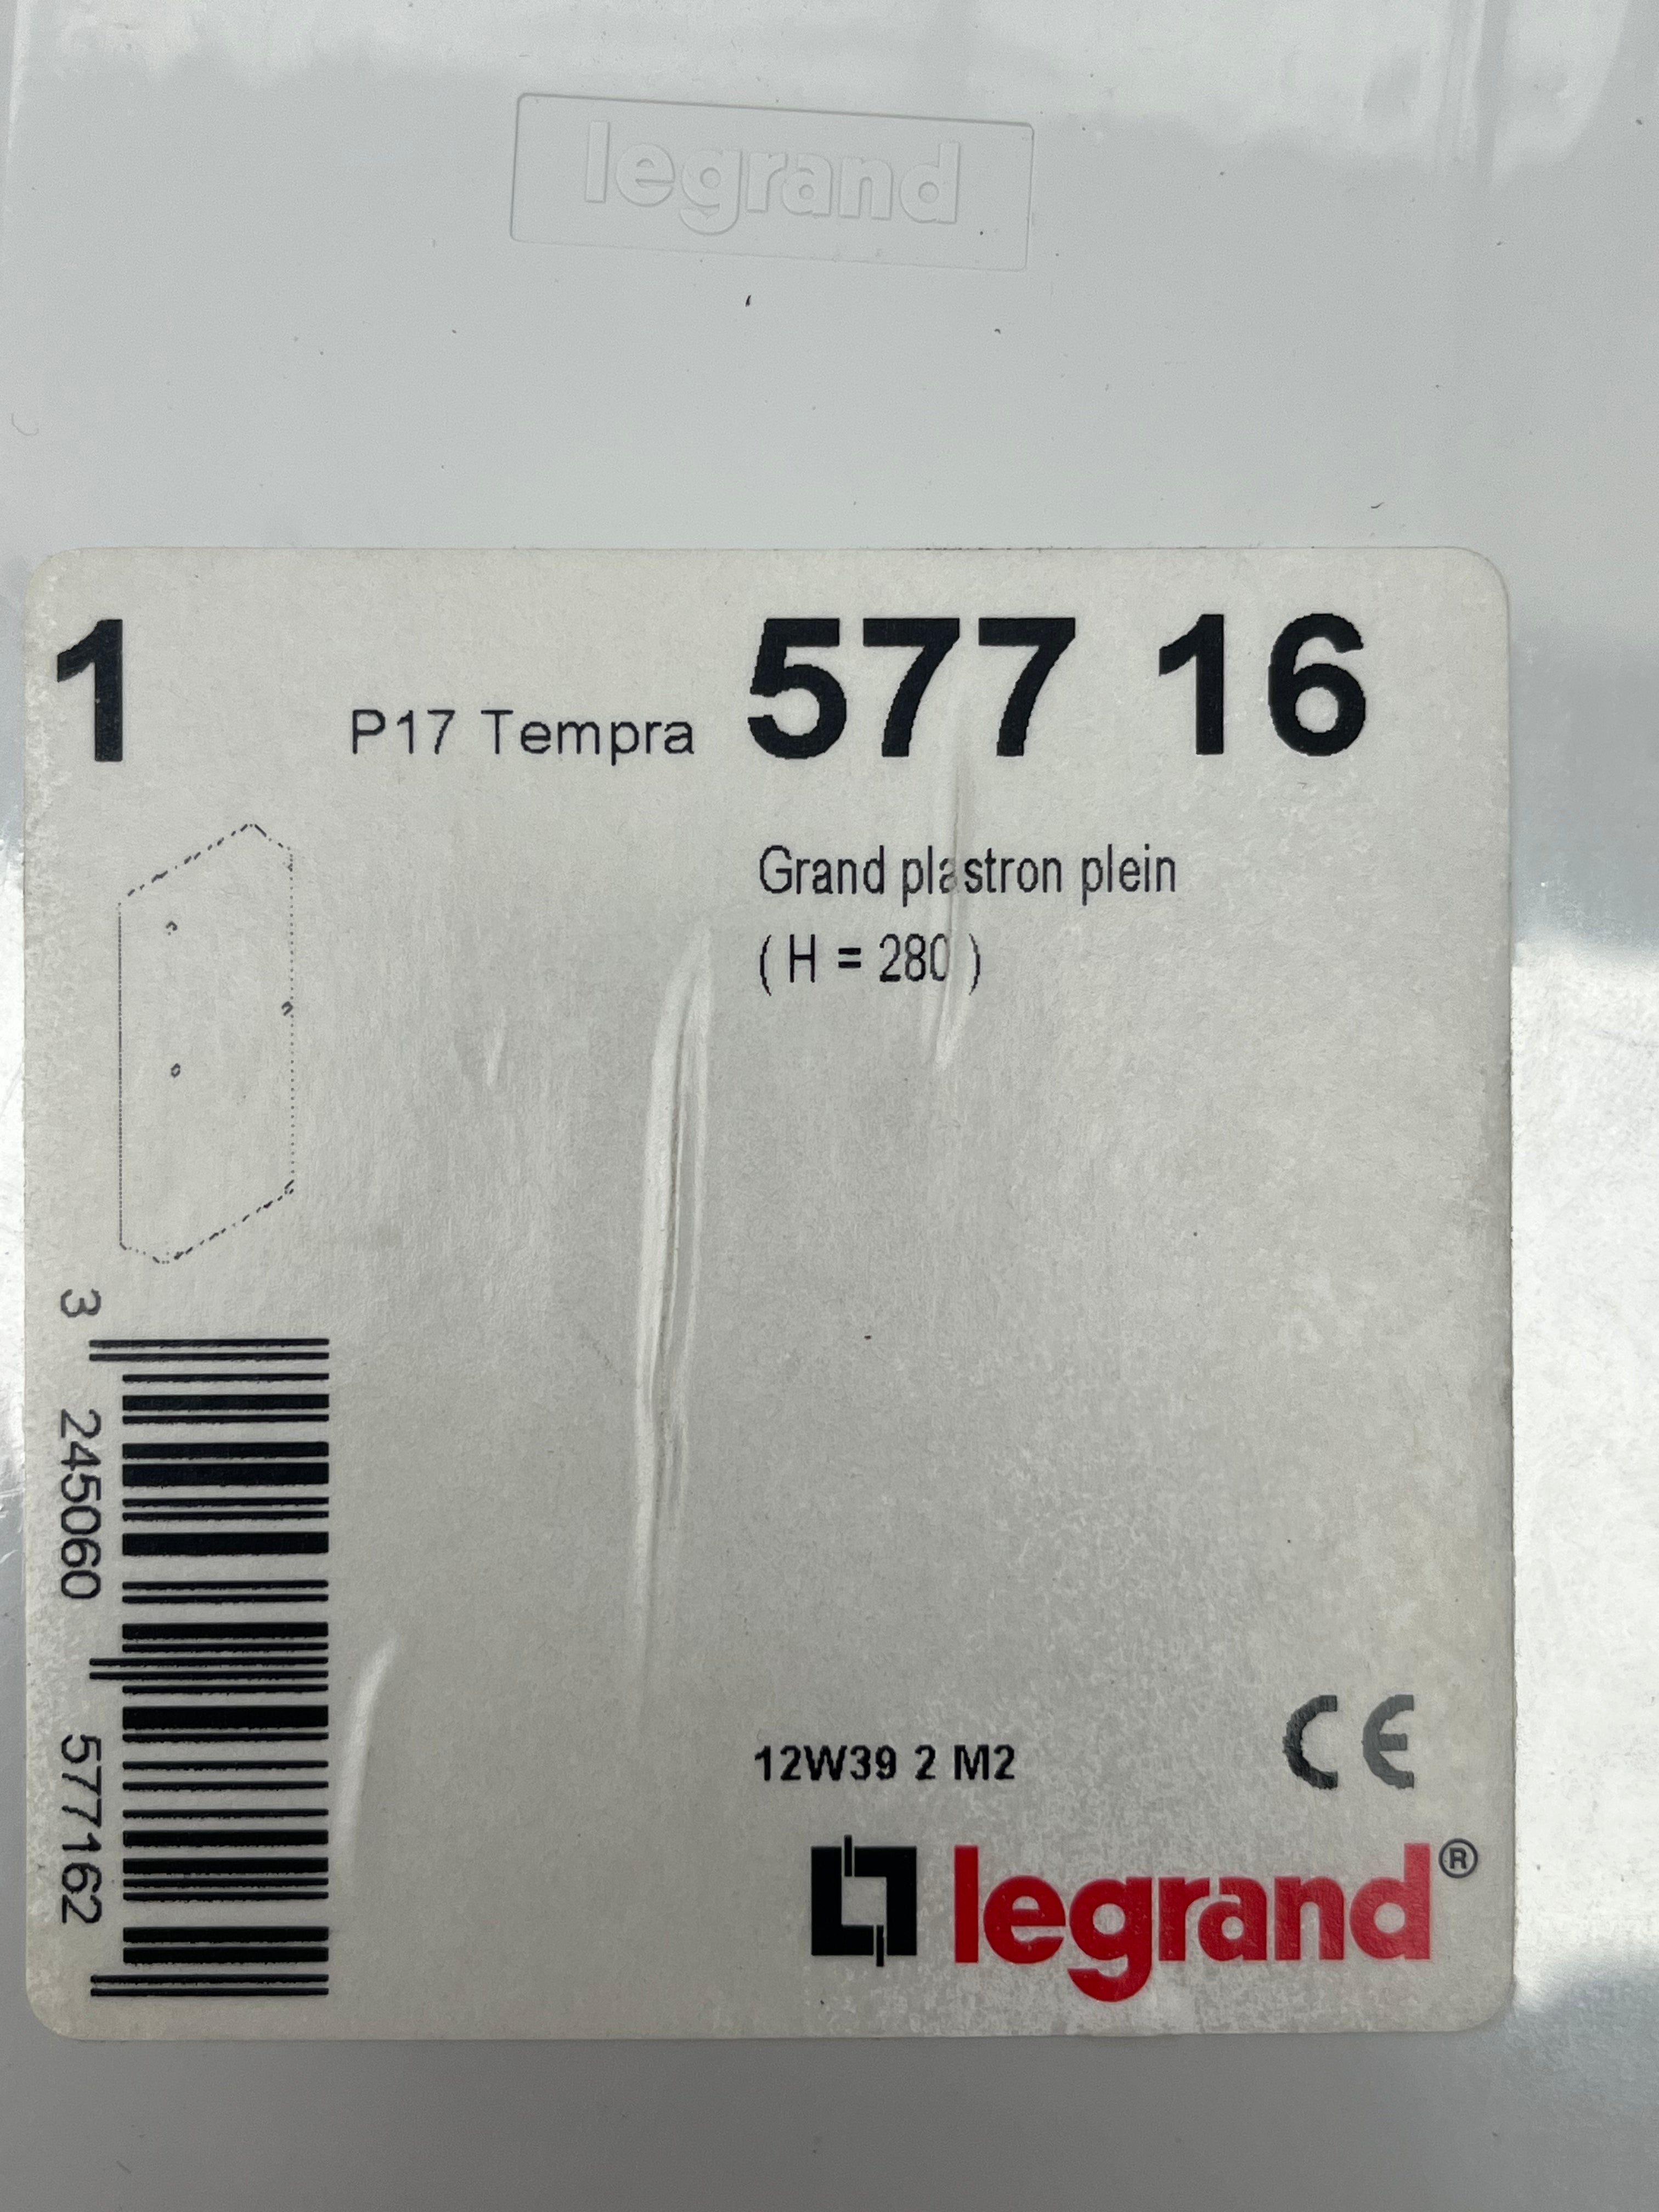 legrand
1 P17 Tempra 577 16
Grand plastron plein
( H = 280 )
3 245060 577162
12W39 2 M2
CE
legrand®